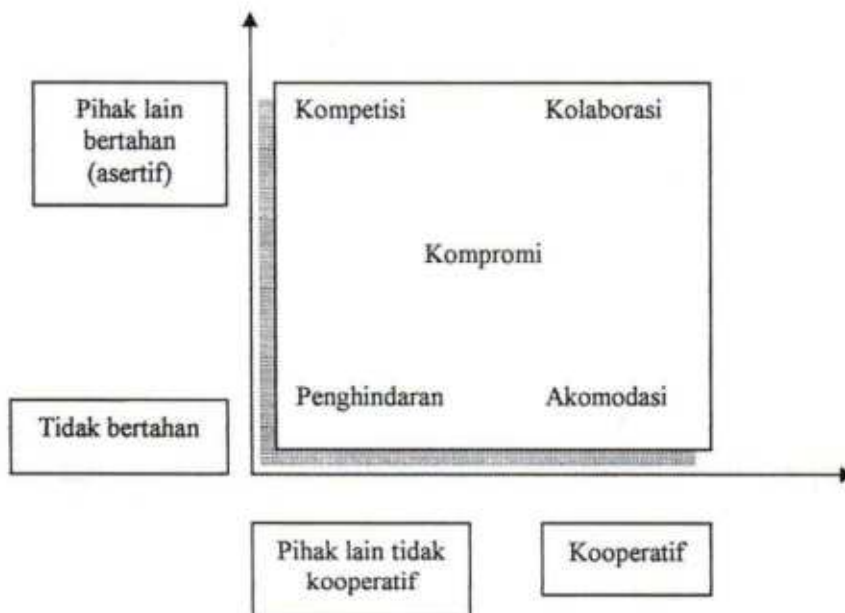 Pihak lain
bertahan
(asertif)
Kompetisi
Kolaborasi
Kompromi
Penghindaran
Akomodasi
Tidak bertahan
Pihak lain tidak
kooperatif
Kooperatif